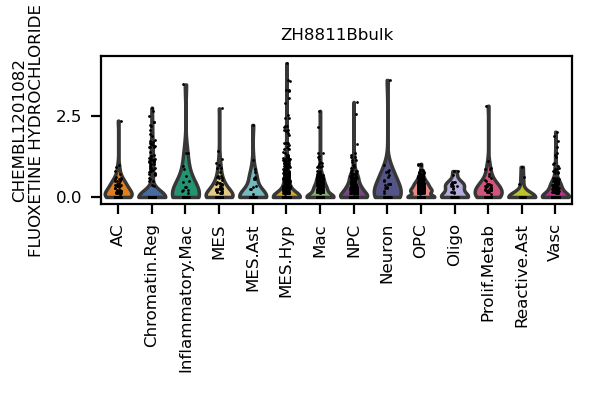 ZH8811Bbulk
CHEMBL1201082
FLUOXETINE HYDROCHLORIDE
2.5
0.0
AC
Chromatin.Reg
Inflammatory.Mac
MES
MES.Ast
MES.Hyp
Mac
NPC
Neuron
OPC
Oligo
Prolif.Metab
Reactive.Ast
Vasc